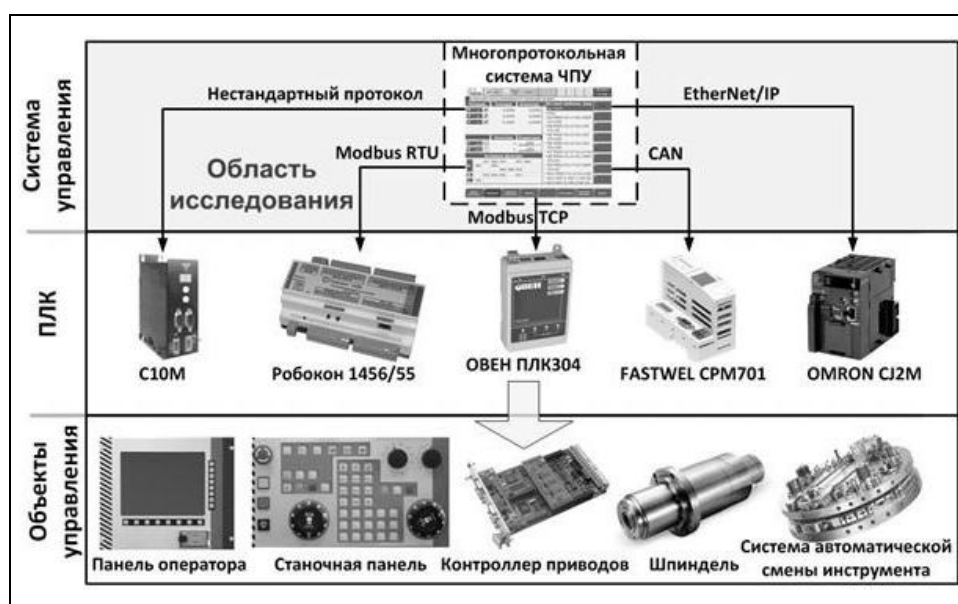 Многопротокольная
система ЧПУ
Нестандартный протокол
EtherNet/IP
Modbus RTU
CAN
Область
исследования
Modbus TCP
Система
управления
ПЛК
ОВЕН
С10М
Робокон 1456/55
ОВЕН ПЛК304
FASTWEL CPM701
OMRON CJ2M
Объекты
управления
Панель оператора
Станочная панель
Контроллер приводов
Шпиндель
Система автоматической
смены инструмента